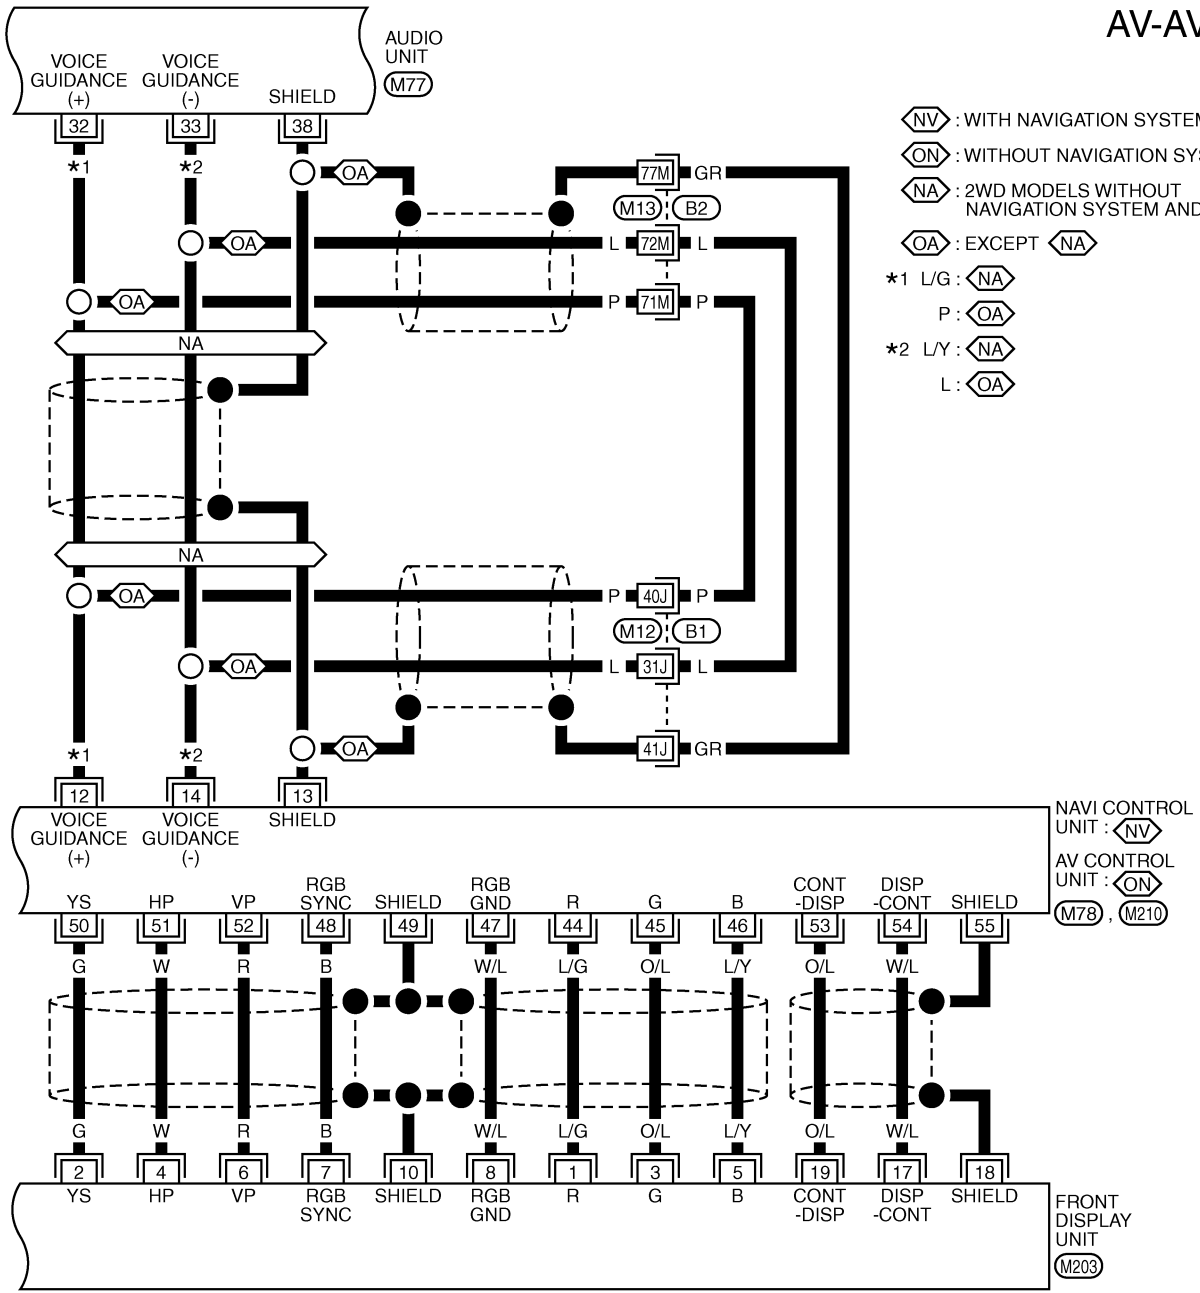 AV-AV
AUDIO
UNIT
M77
VOICE
GUIDANCE
(+)
VOICE
GUIDANCE
(-)
SHIELD
32 33 38
*1 *2
NV : WITH NAVIGATION SYSTEM
ON : WITHOUT NAVIGATION SYS
NA : 2WD MODELS WITHOUT
NAVIGATION SYSTEM AND
OA : EXCEPT NA
*1 L/G : NA
P : OA
*2 L/Y : NA
L : OA
OA 77M GR
M13 B2
OA L 72M L
OA P 71M P
NA
NA
OA P 40J P
M12 B1
OA L 31J L
OA 41J GR
*1 *2
12 14 13
VOICE
GUIDANCE
(+)
VOICE
GUIDANCE
(-)
SHIELD
NAVI CONTROL
UNIT : NV
AV CONTROL
UNIT : ON
M78 , M210
YS
HP
VP
RGB
SYNC
SHIELD
RGB
GND
R
G
B
CONT
-DISP
DISP
-CONT
SHIELD
50 51 52 48 49 47 44 45 46 53 54 55
G W R B W/L L/G O/L L/Y O/L W/L
G W R B W/L L/G O/L L/Y O/L W/L
2 4 6 7 10 8 1 3 5 19 17 18
YS
HP
VP
RGB
SYNC
SHIELD
RGB
GND
R
G
B
CONT
-DISP
DISP
-CONT
SHIELD
FRONT
DISPLAY
UNIT
M203